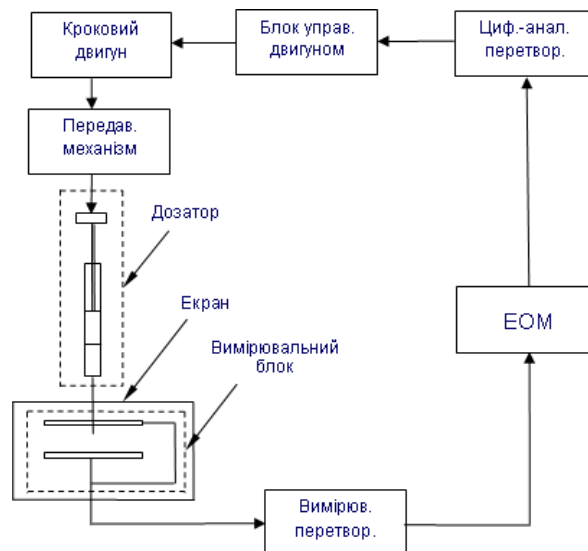 Кроковий
двигун
Блок управ.
двигуном
Циф.-анал.
перетвор.
Передав.
механізм
Дозатор
Екран
Вимірювальний
блок
ЕОМ
Вимірюв.
перетвор.